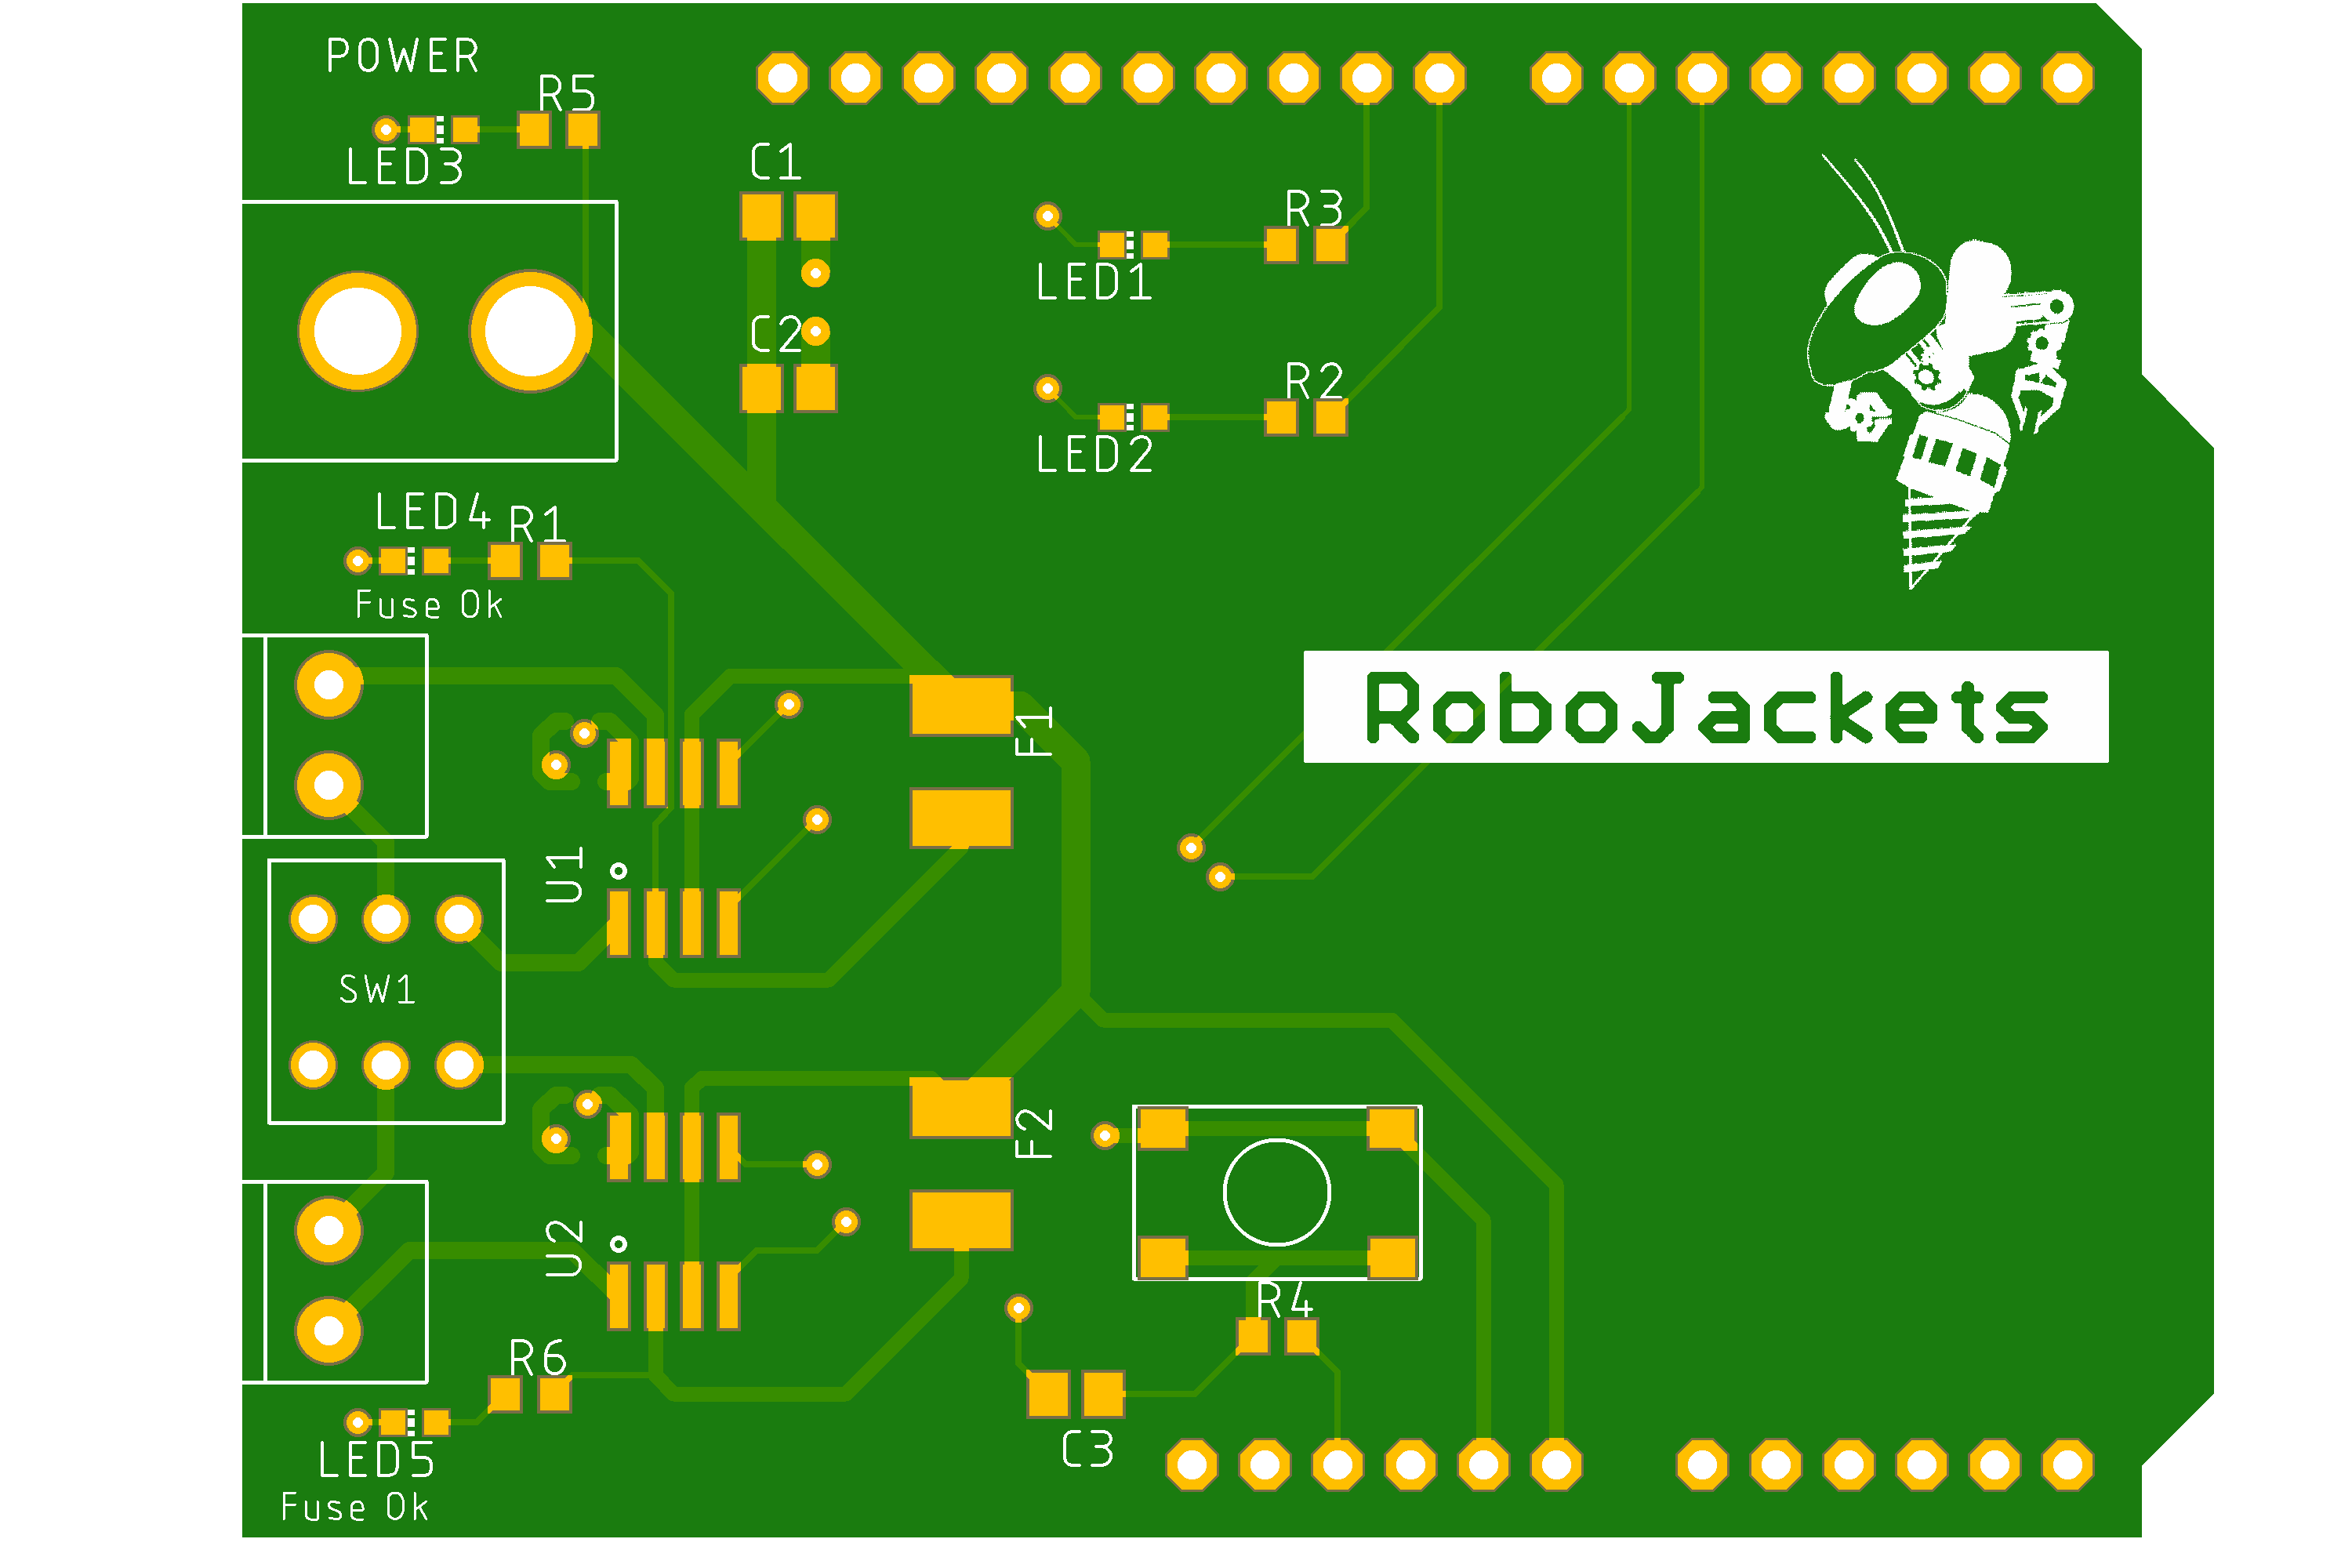 POWER
R5
LED3
C1
R3
LED1
C2
R2
LED2
LED4
R1
Fuse Ok
RoboJackets
F1
U1
SW1
F2
U2
R4
R6
C3
LED5
Fuse Ok